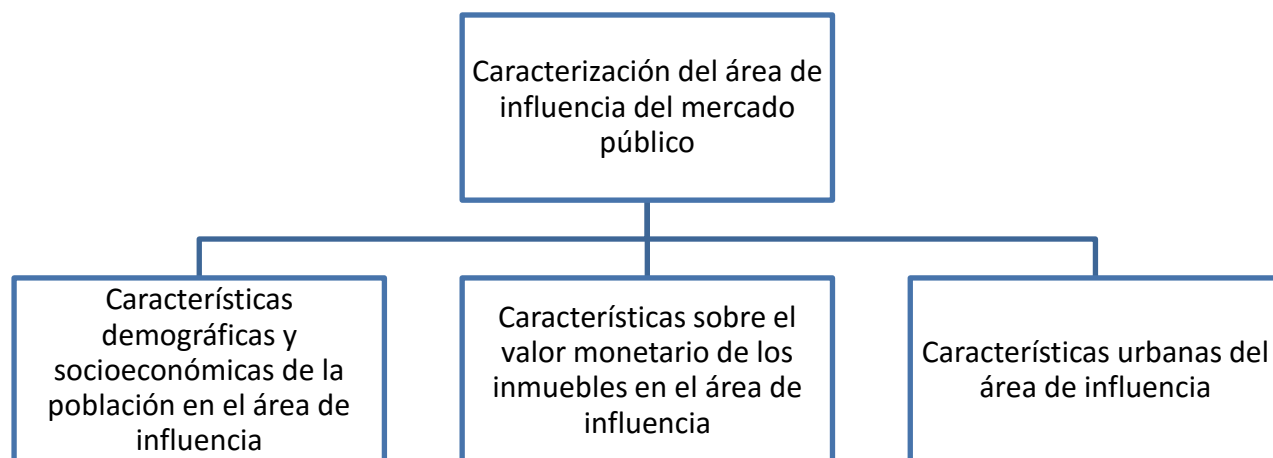 Caracterización del área de
influencia del mercado
público
Características
demográficas y
socioeconómicas de la
población en el área de
influencia
Características sobre el
valor monetario de los
inmuebles en el área de
influencia
Características urbanas del
área de influencia